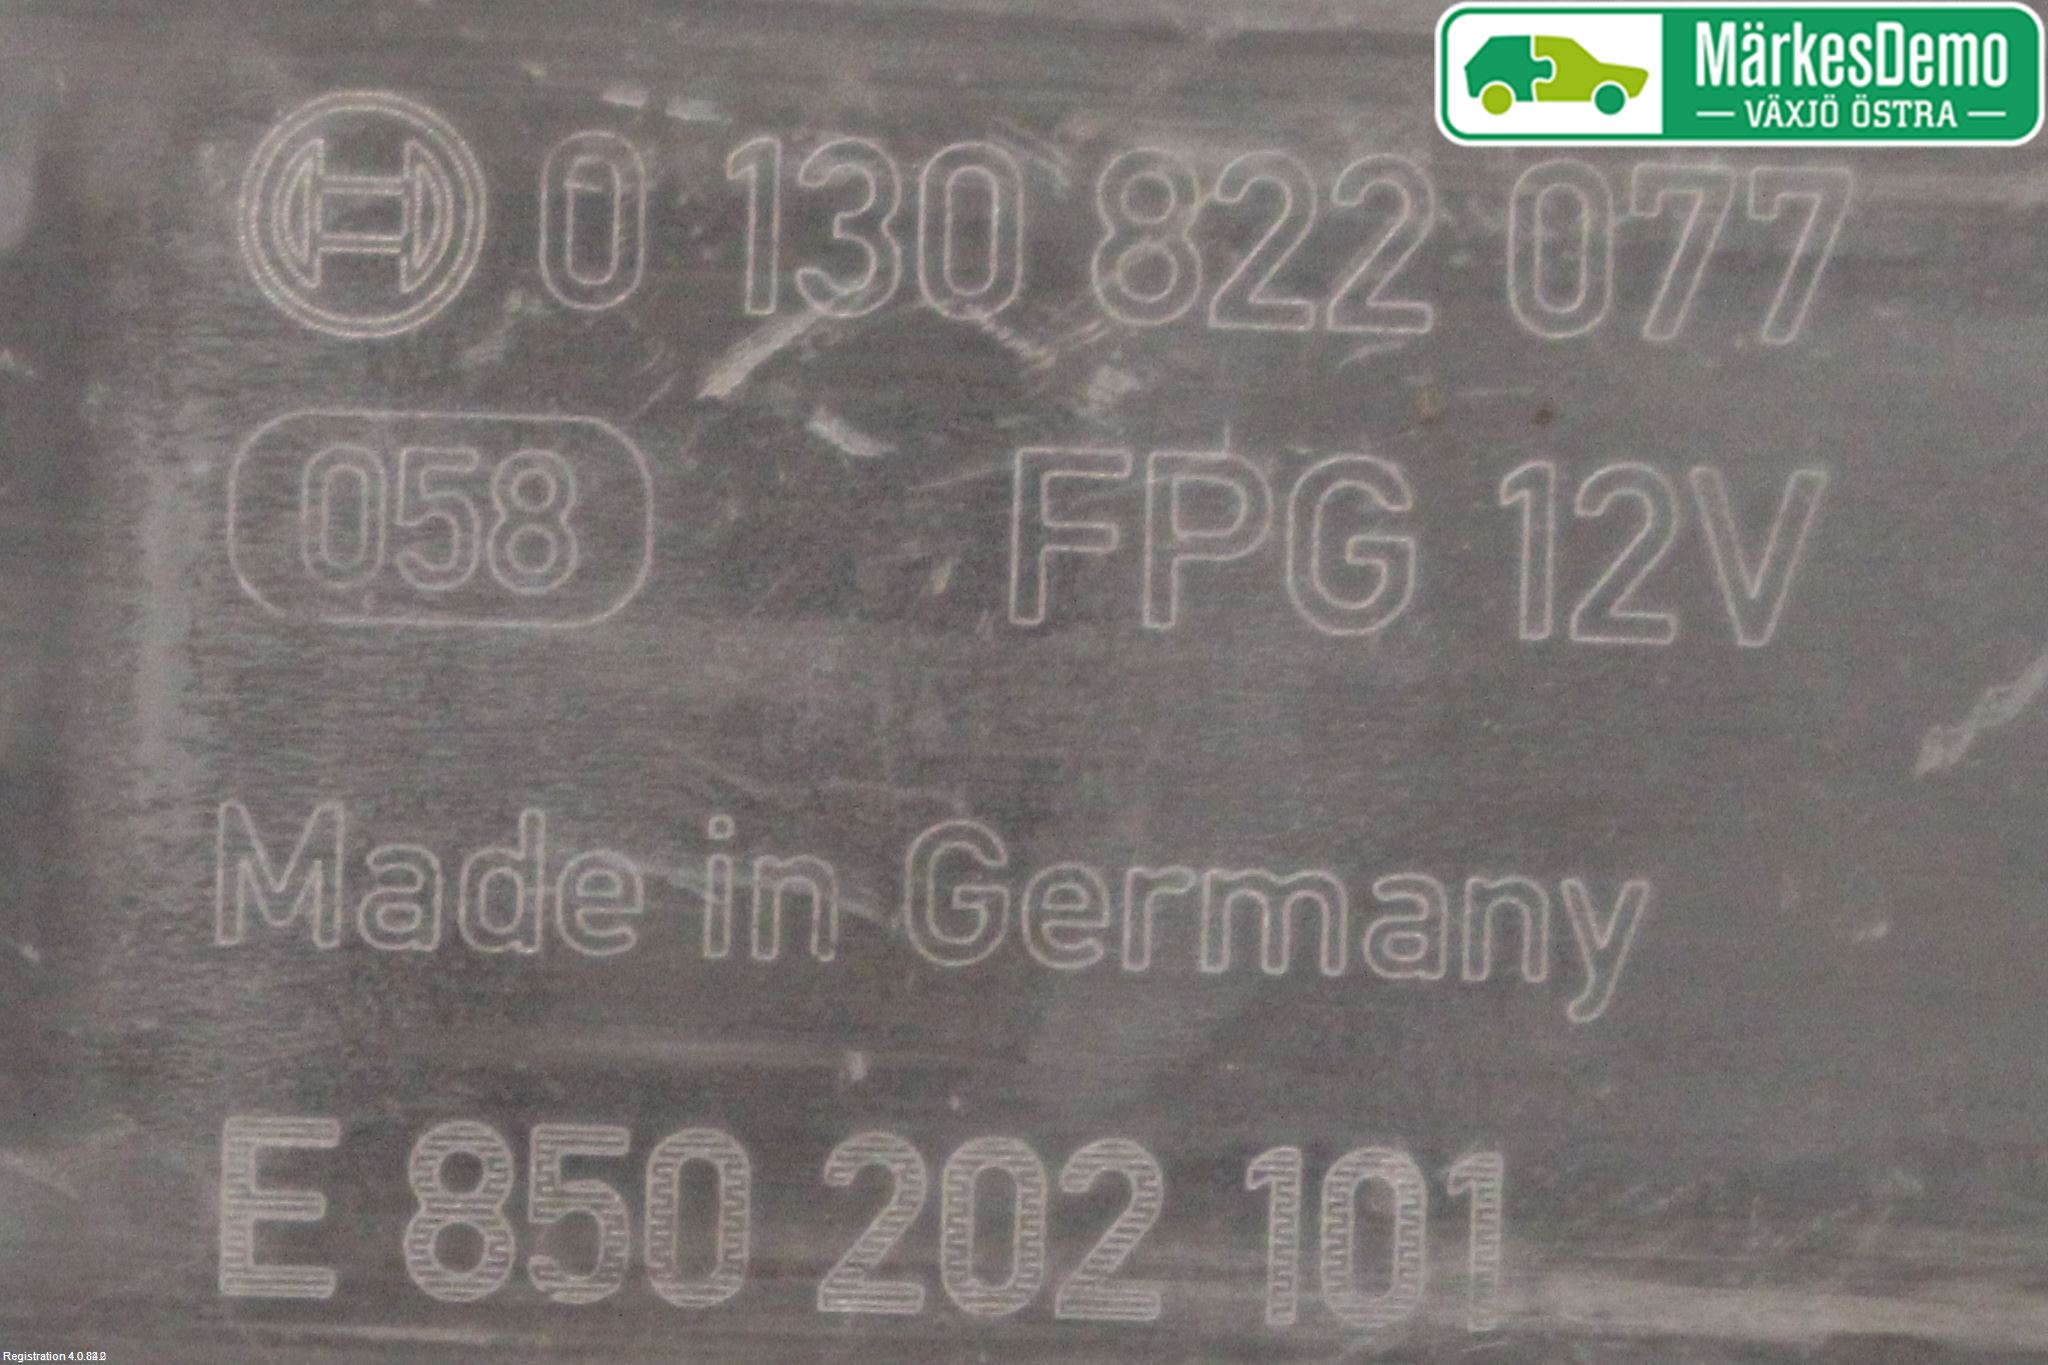 MärkesDemo
VÄXJÖ ÖSTRA
0 130 822 077
058 FPG 12V
Made in Germany
E 850 202 101